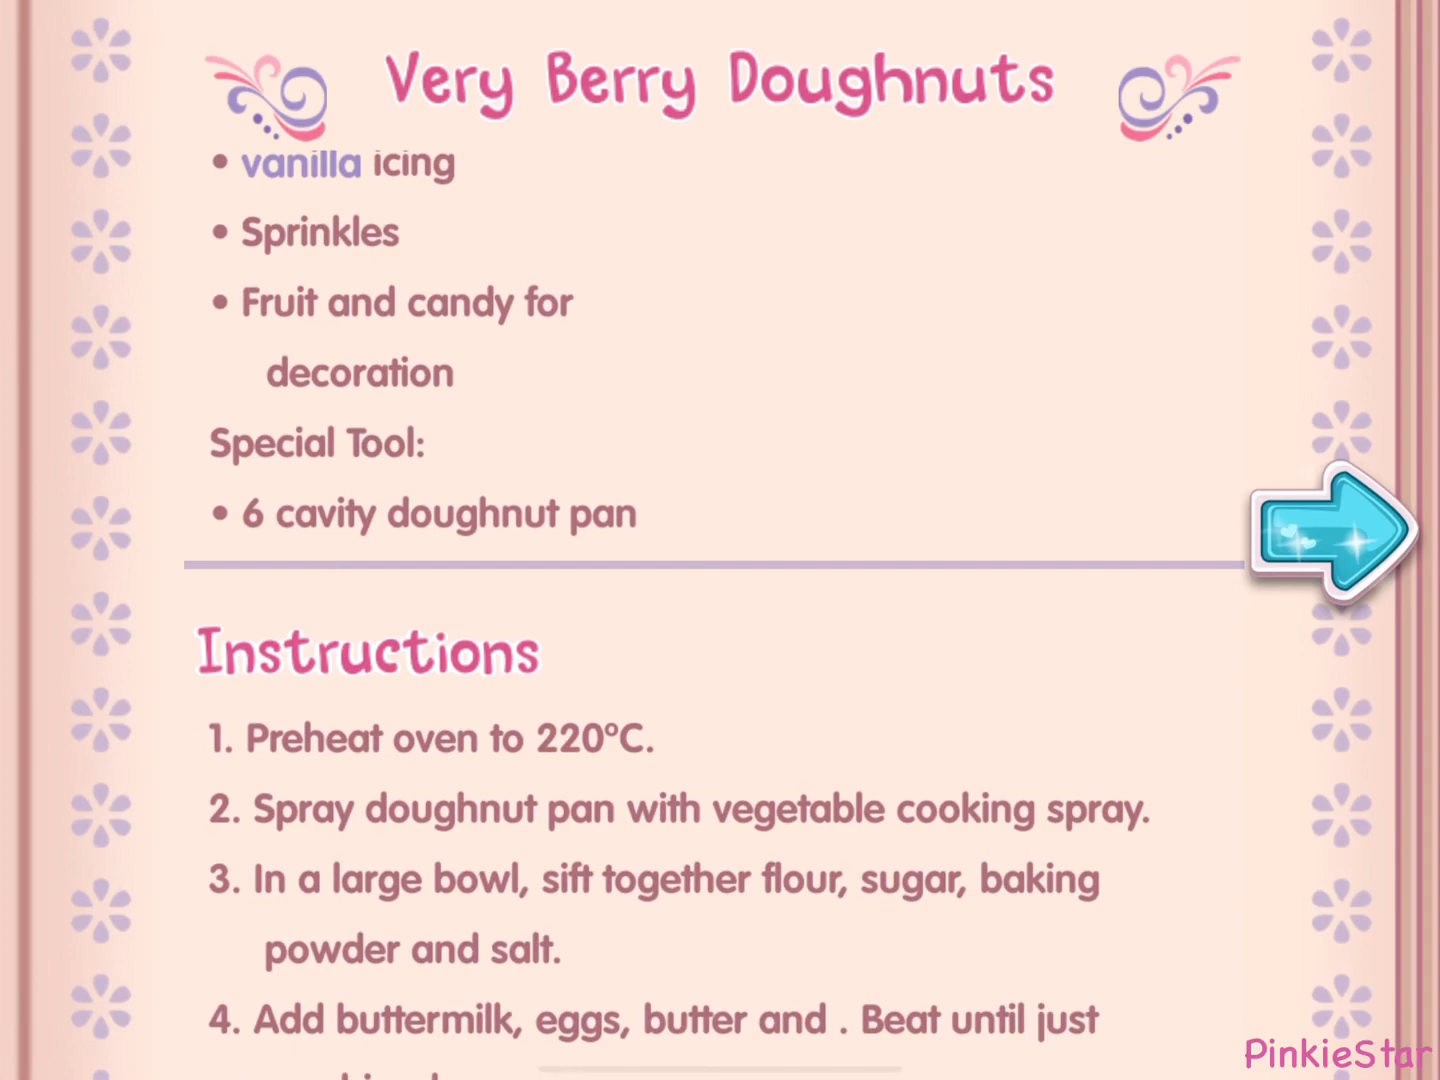 Very Berry Doughnuts
• vanilla icing
• Sprinkles
• Fruit and candy for
decoration
Special Tool:
• 6 cavity doughnut pan
Instructions
1. Preheat oven to 220°C.
2. Spray doughnut pan with vegetable cooking spray.
3. In a large bowl, sift together flour, sugar, baking
powder and salt.
4. Add buttermilk, eggs, butter and . Beat until just
PinkieStar